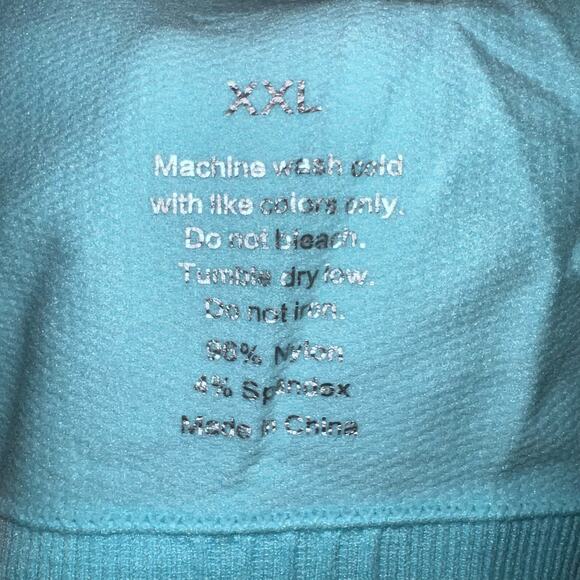 XXL
Machine wash cold
with like colors only.
Do not bleach.
Tumble dry low.
Do not iron.
96% Nylon
4% Spandex
Made in China